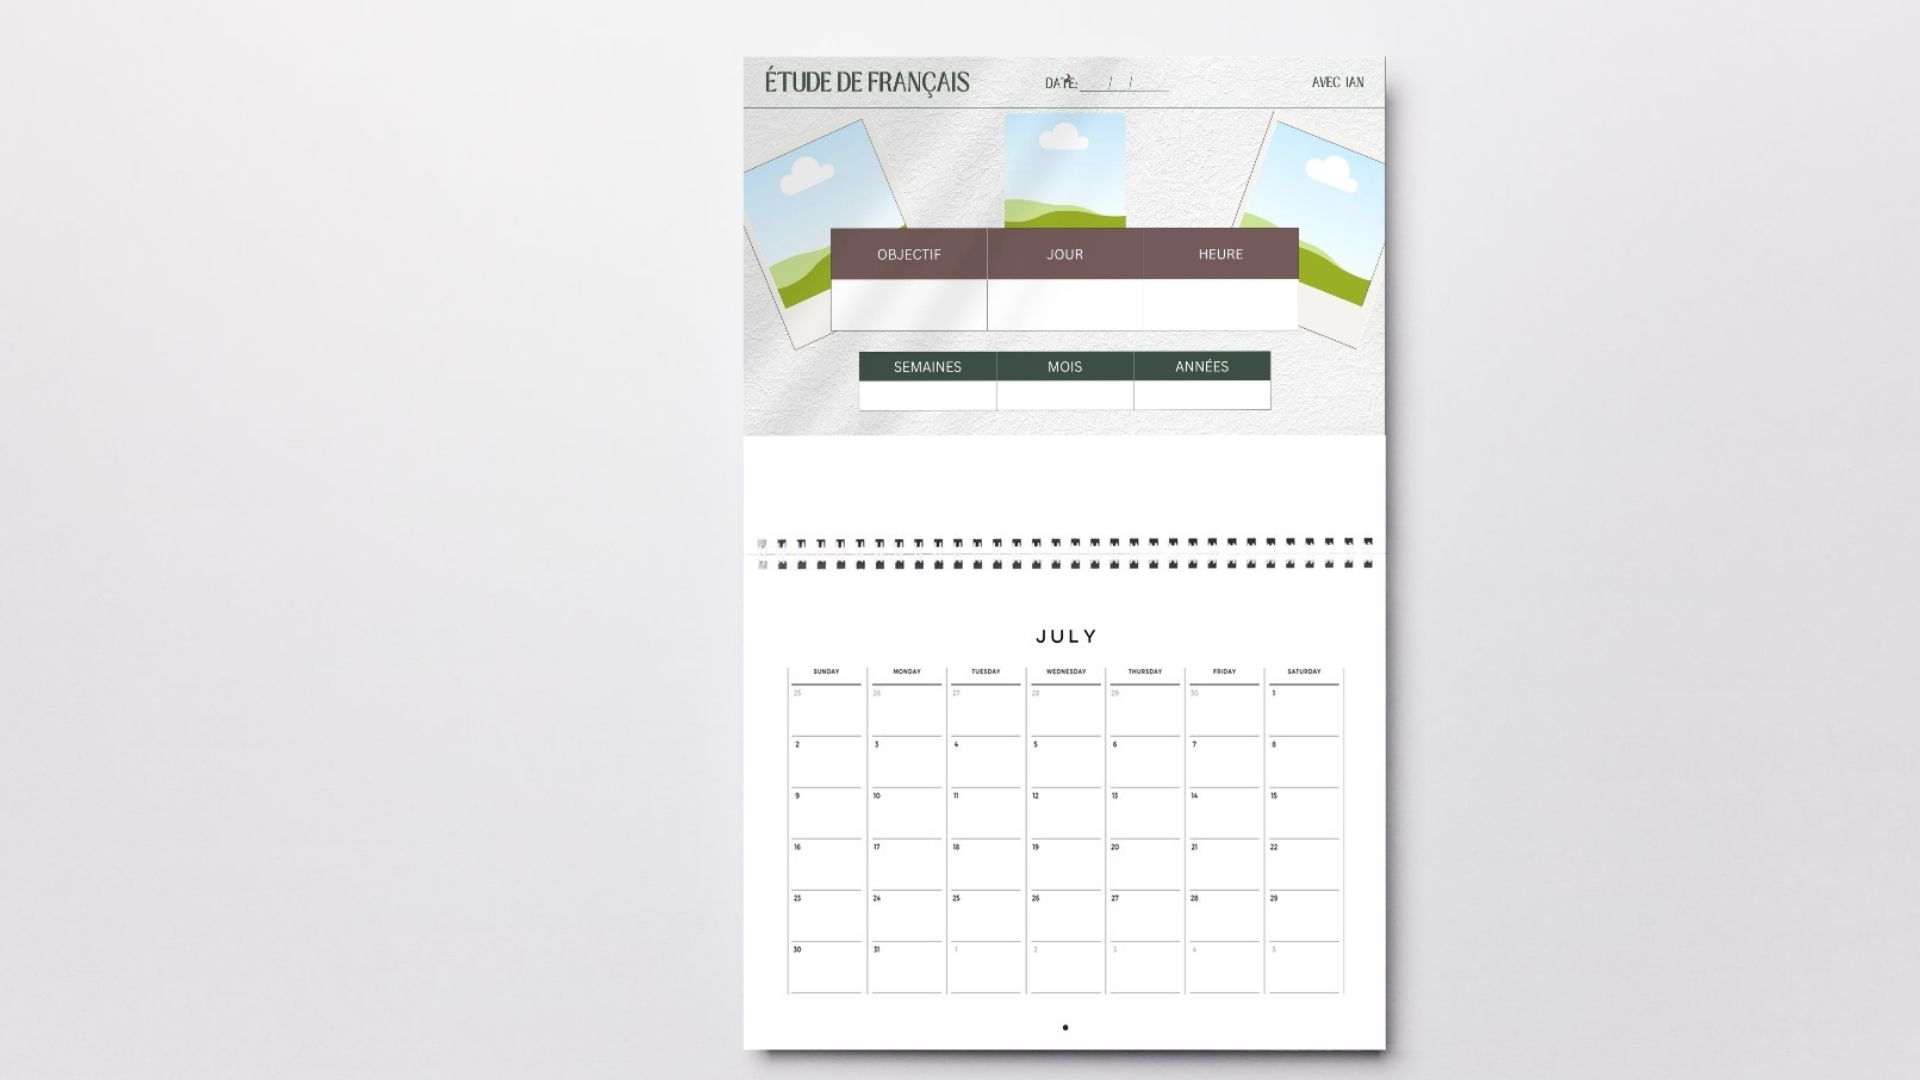 ÉTUDE DE FRANÇAIS DATE: ___/___/___ AVEC IAN
OBJECTIF JOUR HEURE
SEMAINES MOIS ANNÉES
JULY
SUNDAY MONDAY TUESDAY WEDNESDAY THURSDAY FRIDAY SATURDAY
25 26 27 28 29 30 1
2 3 4 5 6 7 8
9 10 11 12 13 14 15
16 17 18 19 20 21 22
23 24 25 26 27 28 29
30 31 1 2 3 4 5